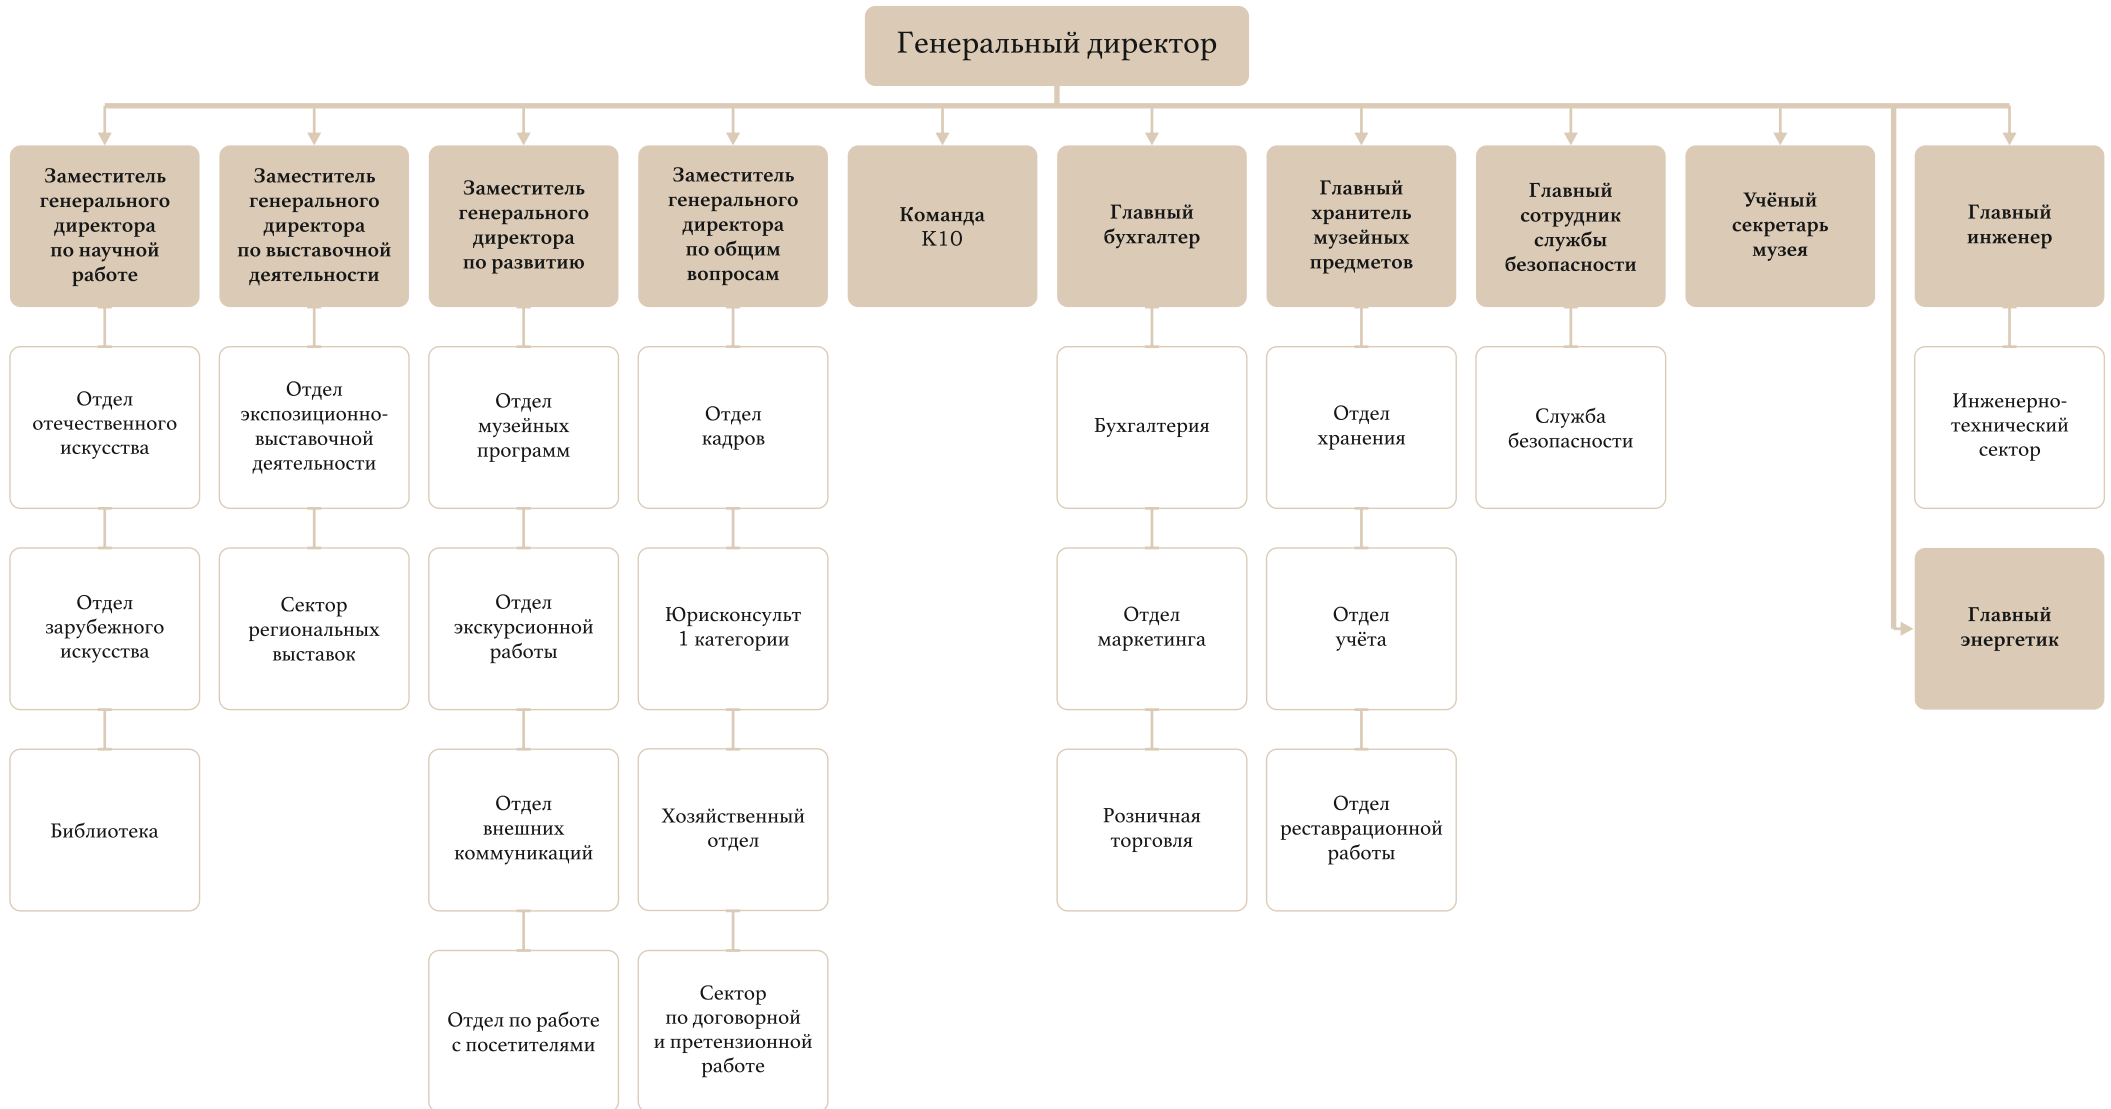 Генеральный директор
Заместитель
генерального
директора
по научной
работе
Заместитель
генерального
директора
по выставочной
деятельности
Заместитель
генерального
директора
по развитию
Заместитель
генерального
директора
по общим
вопросам
Команда
К10
Главный
бухгалтер
Главный
хранитель
музейных
предметов
Главный
сотрудник
службы
безопасности
Учёный
секретарь
музея
Главный
инженер
Отдел
отечественного
искусства
Отдел
экспозиционно-
выставочной
деятельности
Отдел
музейных
программ
Отдел
кадров
Бухгалтерия
Отдел
хранения
Служба
безопасности
Инженерно-
технический
сектор
Отдел
зарубежного
искусства
Сектор
региональных
выставок
Отдел
экскурсионной
работы
Юрисконсульт
1 категории
Отдел
маркетинга
Отдел
учёта
Главный
энергетик
Библиотека
Отдел
внешних
коммуникаций
Хозяйственный
отдел
Розничная
торговля
Отдел
реставрационной
работы
Отдел по работе
с посетителями
Сектор
по договорной
и претензионной
работе